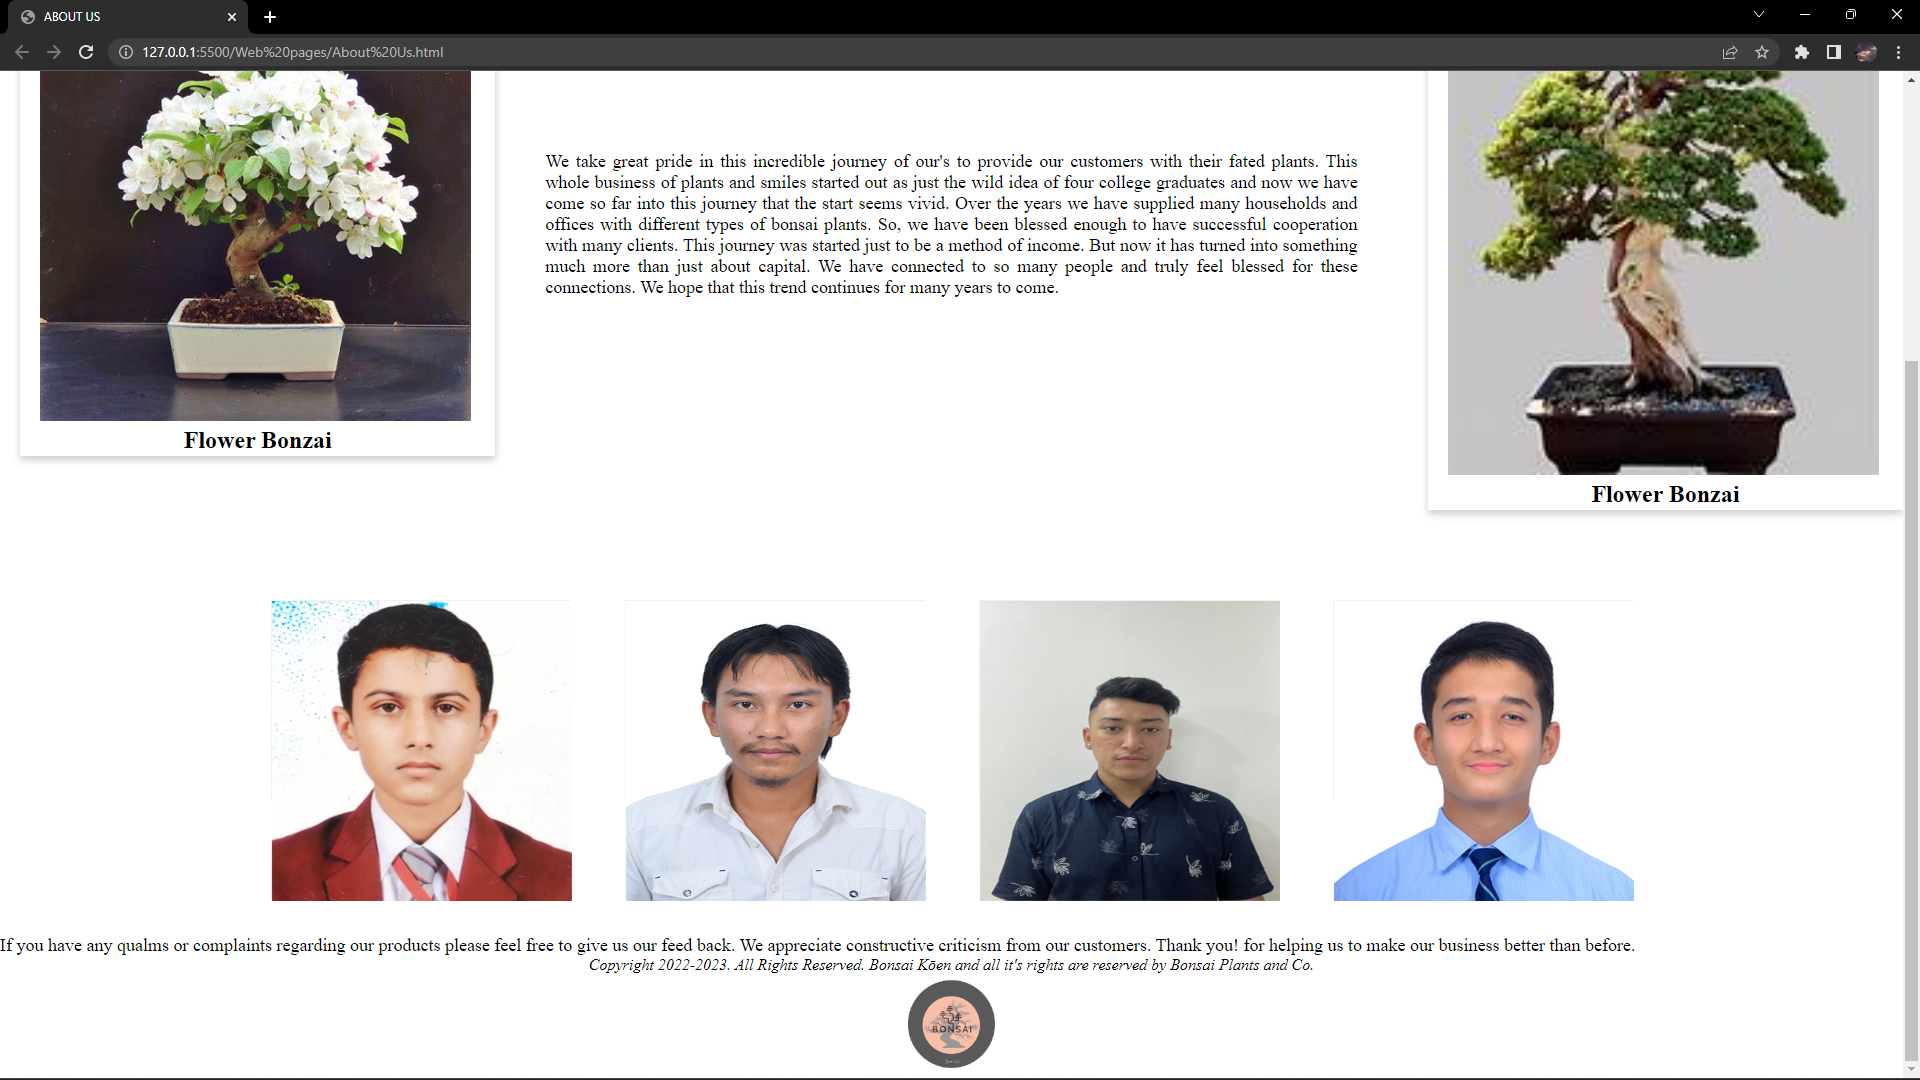 ABOUT US
127.0.0.1:5500/Web%20pages/About%20Us.html
We take great pride in this incredible journey of our's to provide our customers with their fated plants. This
whole business of plants and smiles started out as just the wild idea of four college graduates and now we have
come so far into this journey that the start seems vivid. Over the years we have supplied many households and
offices with different types of bonsai plants. So, we have been blessed enough to have successful cooperation
with many clients. This journey was started just to be a method of income. But now it has turned into something
much more than just about capital. We have connected to so many people and truly feel blessed for these
connections. We hope that this trend continues for many years to come.
Flower Bonzai
Flower Bonzai
If you have any qualms or complaints regarding our products please feel free to give us our feed back. We appreciate constructive criticism from our customers. Thank you! for helping us to make our business better than before.
Copyright 2022-2023. All Rights Reserved. Bonsai Kōen and all it's rights are reserved by Bonsai Plants and Co.
BONSAI